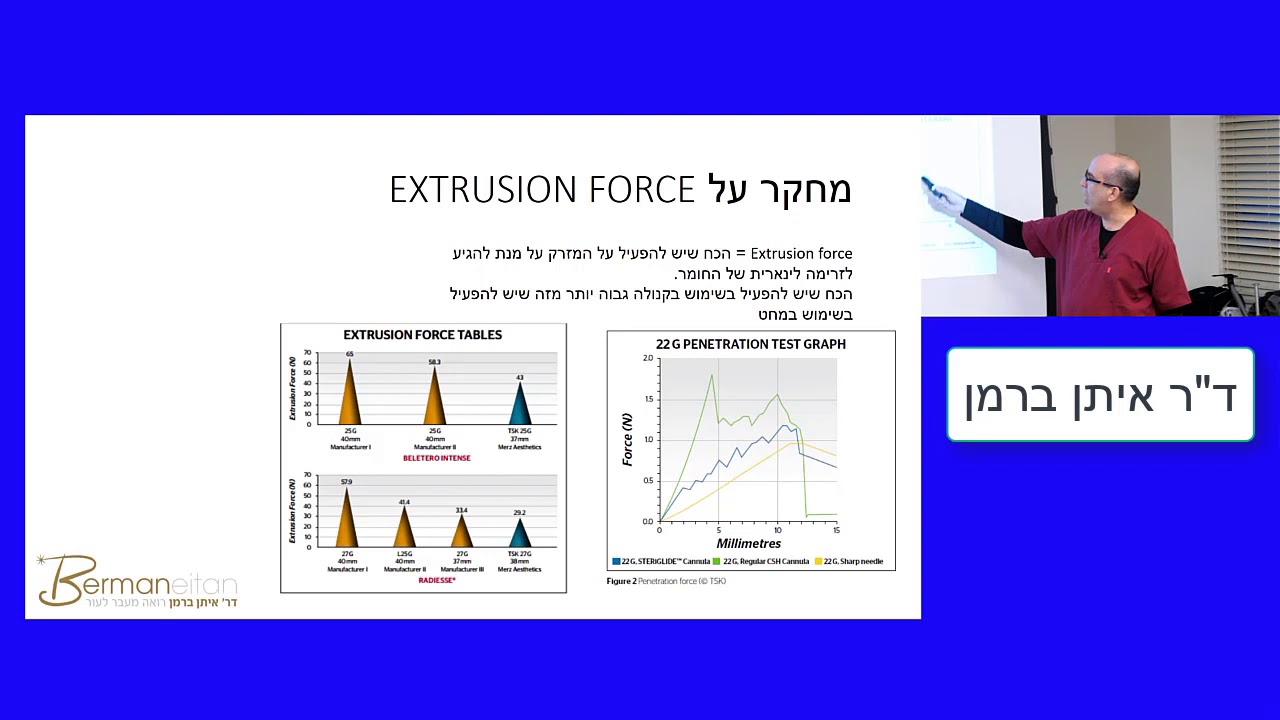 מחקר על EXTRUSION FORCE
Extrusion force = הכח שיש להפעיל על המזרק על מנת להגיע
לזרימה לינארית של החומר.
הכח שיש להפעיל בשימוש בקנולה גבוה יותר מזה שיש להפעיל
בשימוש במחט
EXTRUSION FORCE TABLES
Extrusion Force (N)
70
60
50
40
30
20
10
0
65
58.3
43
25G
40mm
Manufacturer I
25G
40mm
Manufacturer II
TSK 25G
37mm
Merz Aesthetics
BELETERO INTENSE
Extrusion Force (N)
70
60
50
40
30
20
10
0
57.9
41.4
33.4
29.2
27G
40mm
Manufacturer I
L25G
40mm
Manufacturer II
27G
37mm
Manufacturer III
TSK 27G
38mm
Merz Aesthetics
RADIESSE®
22 G PENETRATION TEST GRAPH
Force (N)
2.0
1.5
1.0
0.5
0.0
0 5 10 15
Millimetres
22 G, STERiGLIDE™ Cannula 22 G, Regular CSH Cannula 22 G, Sharp needle
Figure 2 Penetration force (© TSK)
Bermaneitan
דר' איתן ברמן רואה מעבר לעור
ד"ר איתן ברמן